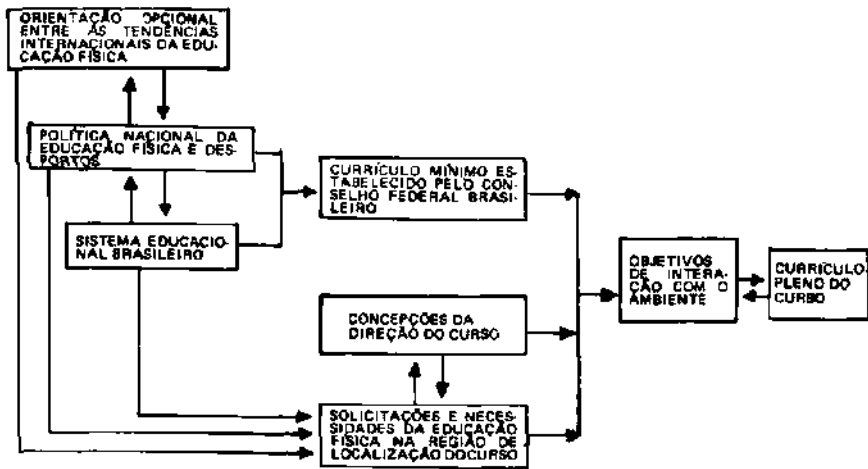 ORIENTAÇÃO OPCIONAL
ENTRE AS TENDÊNCIAS
INTERNACIONAIS DA EDU-
CAÇÃO FÍSICA
POLÍTICA NACIONAL DA
EDUCAÇÃO FÍSICA E DES-
PORTOS
SISTEMA EDUCACIO-
NAL BRASILEIRO
CURRÍCULO MÍNIMO ES-
TABELECIDO PELO CON-
SELHO FEDERAL BRASI-
LEIRO
CONCEPÇÕES DA
DIREÇÃO DO CURSO
SOLICITAÇÕES E NECES-
SIDADES DA EDUCAÇÃO
FÍSICA NA REGIÃO DE
LOCALIZAÇÃO DO CURSO
OBJETIVOS
DE INTERA-
ÇÃO COM O
AMBIENTE
CURRÍCULO
PLENO DO
CURSO